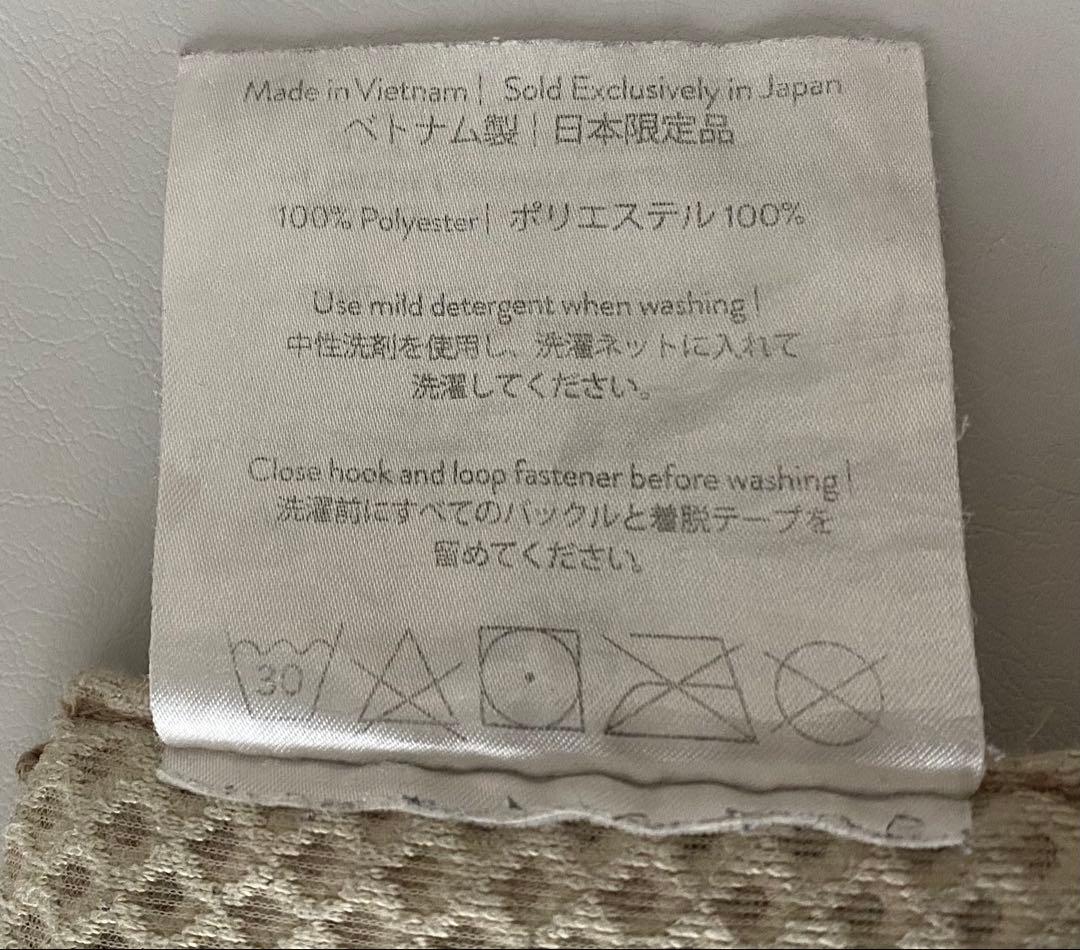 Made in Vietnam | Sold Exclusively in Japan
ベトナム製 | 日本限定品
100% Polyester | ポリエステル 100%
Use mild detergent when washing |
中性洗剤を使用し、洗濯ネットに入れて
洗濯してください。
Close hook and loop fastener before washing |
洗濯前にすべてのバックルと着脱テープを
留めてください。
30